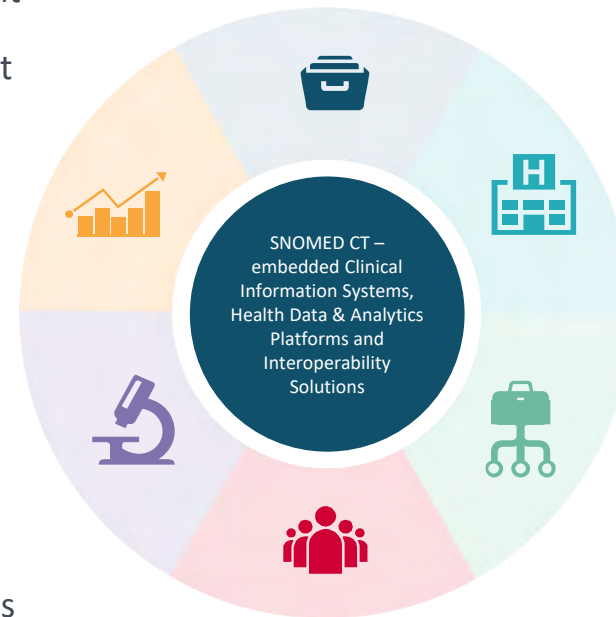 t
SNOMED CT –
embedded Clinical
Information Systems,
Health Data & Analytics
Platforms and
Interoperability
Solutions
H
s